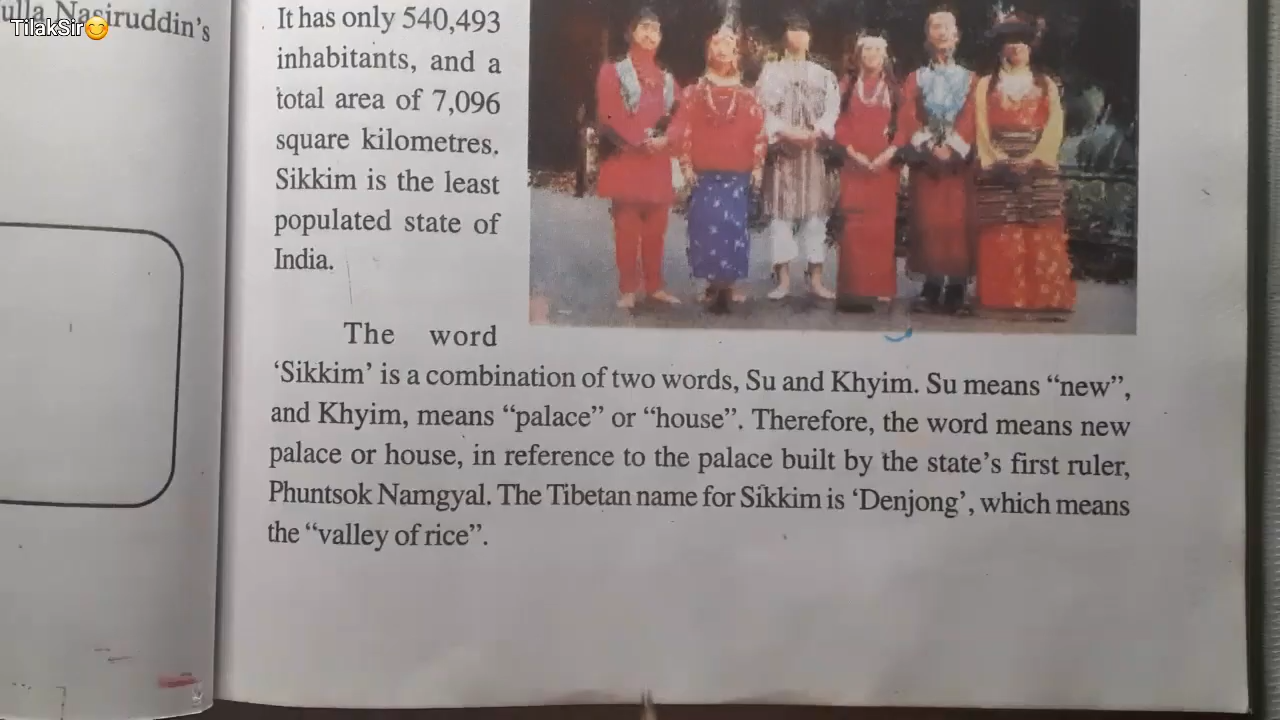 TilakSir😊
ulla Nasiruddin's
It has only 540,493
inhabitants, and a
total area of 7,096
square kilometres.
Sikkim is the least
populated state of
India.
The word
‘Sikkim’ is a combination of two words, Su and Khyim. Su means “new”,
and Khyim, means “palace” or “house”. Therefore, the word means new
palace or house, in reference to the palace built by the state’s first ruler,
Phuntsok Namgyal. The Tibetan name for Sikkim is ‘Denjong’, which means
the “valley of rice”.